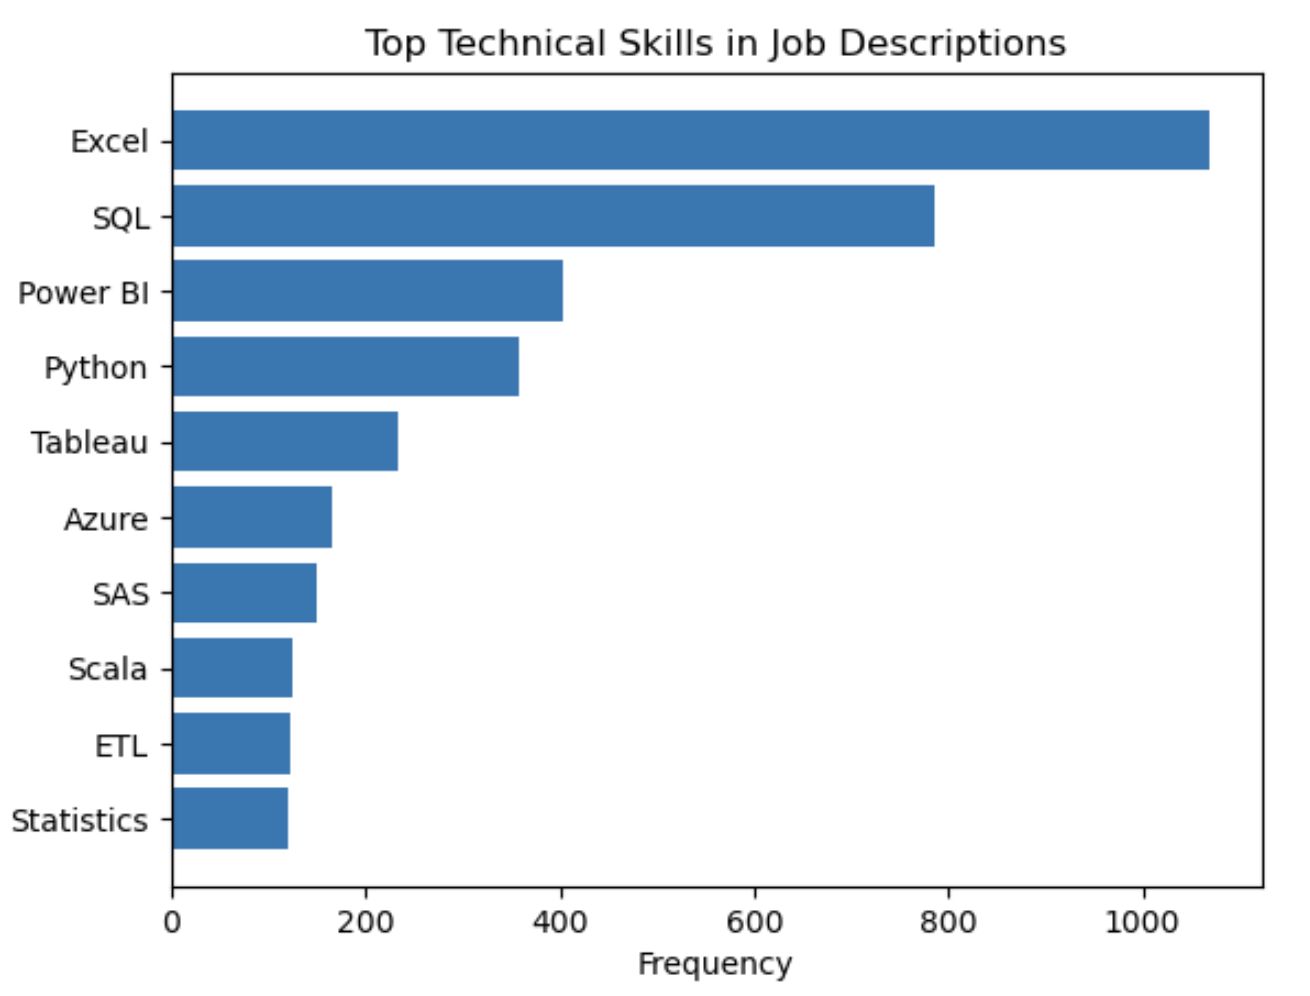 Top Technical Skills in Job Descriptions
Excel
SQL
Power BI
Python
Tableau
Azure
SAS
Scala
ETL
Statistics
0 200 400 600 800 1000
Frequency